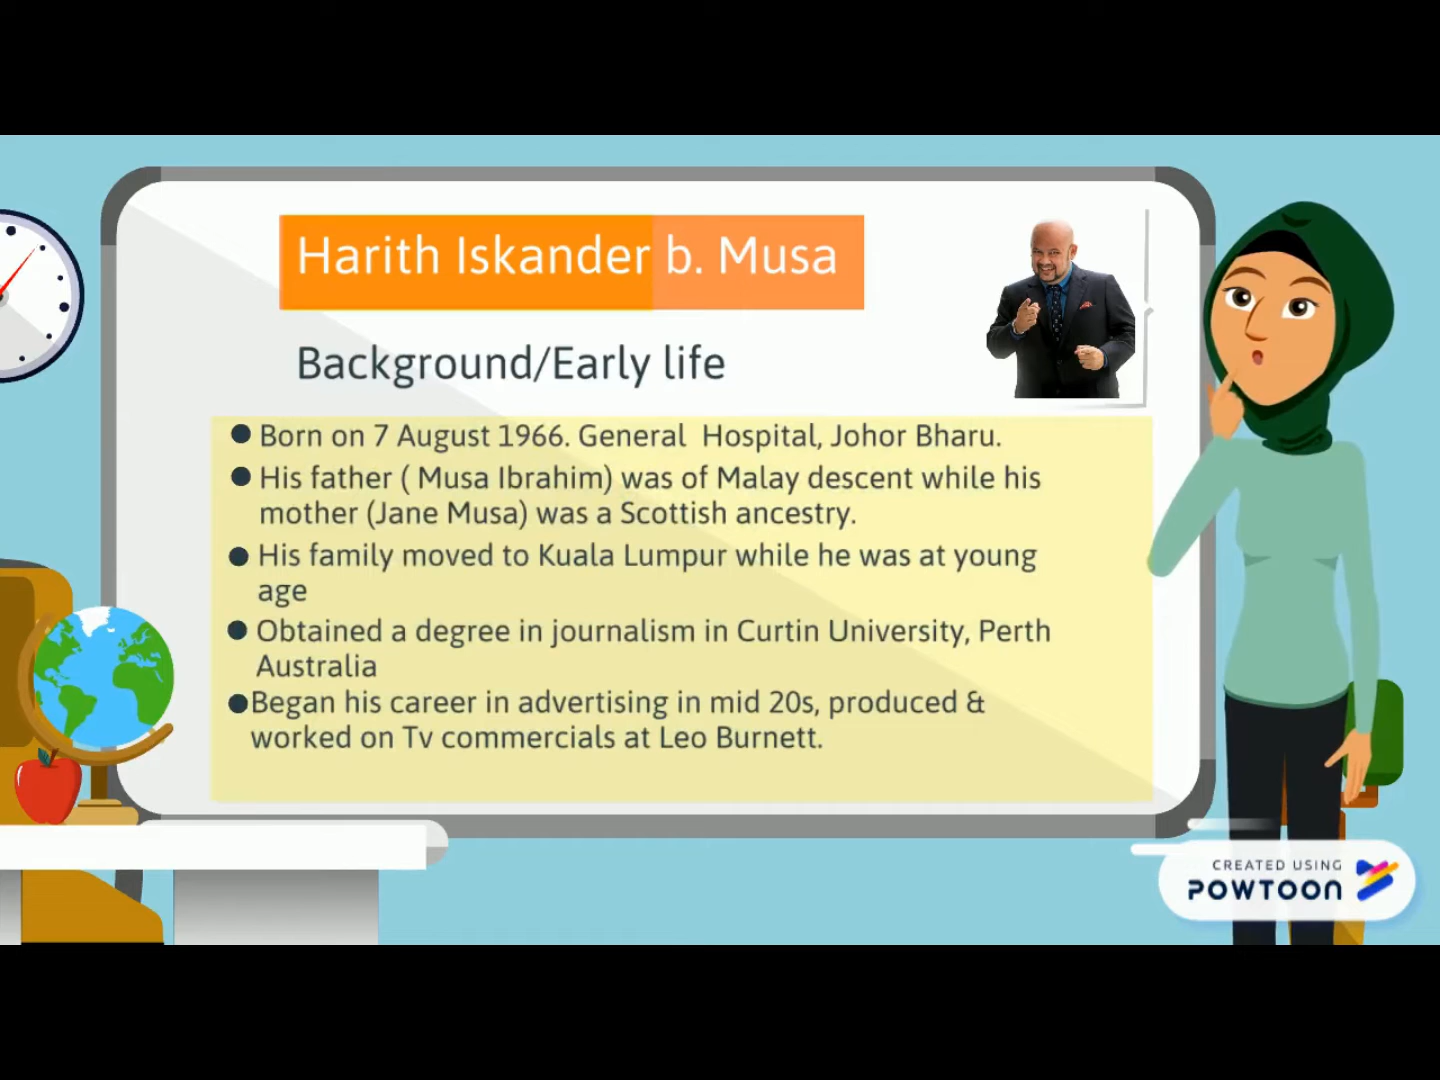 Harith Iskander b. Musa
Background/Early life
● Born on 7 August 1966. General Hospital, Johor Bharu.
● His father ( Musa Ibrahim) was of Malay descent while his
mother (Jane Musa) was a Scottish ancestry.
● His family moved to Kuala Lumpur while he was at young
age
● Obtained a degree in journalism in Curtin University, Perth
Australia
●Began his career in advertising in mid 20s, produced &
worked on Tv commercials at Leo Burnett.
CREATED USING
POWTOON